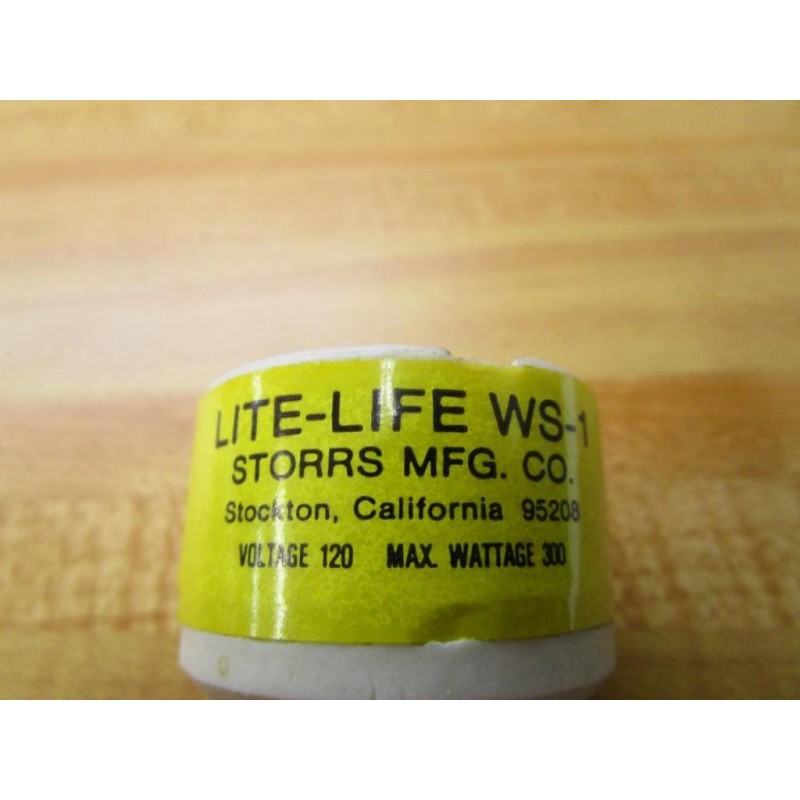 LITE-LIFE WS-1
STORRS MFG. CO.
Stockton, California 95208
VOLTAGE 120 MAX. WATTAGE 300